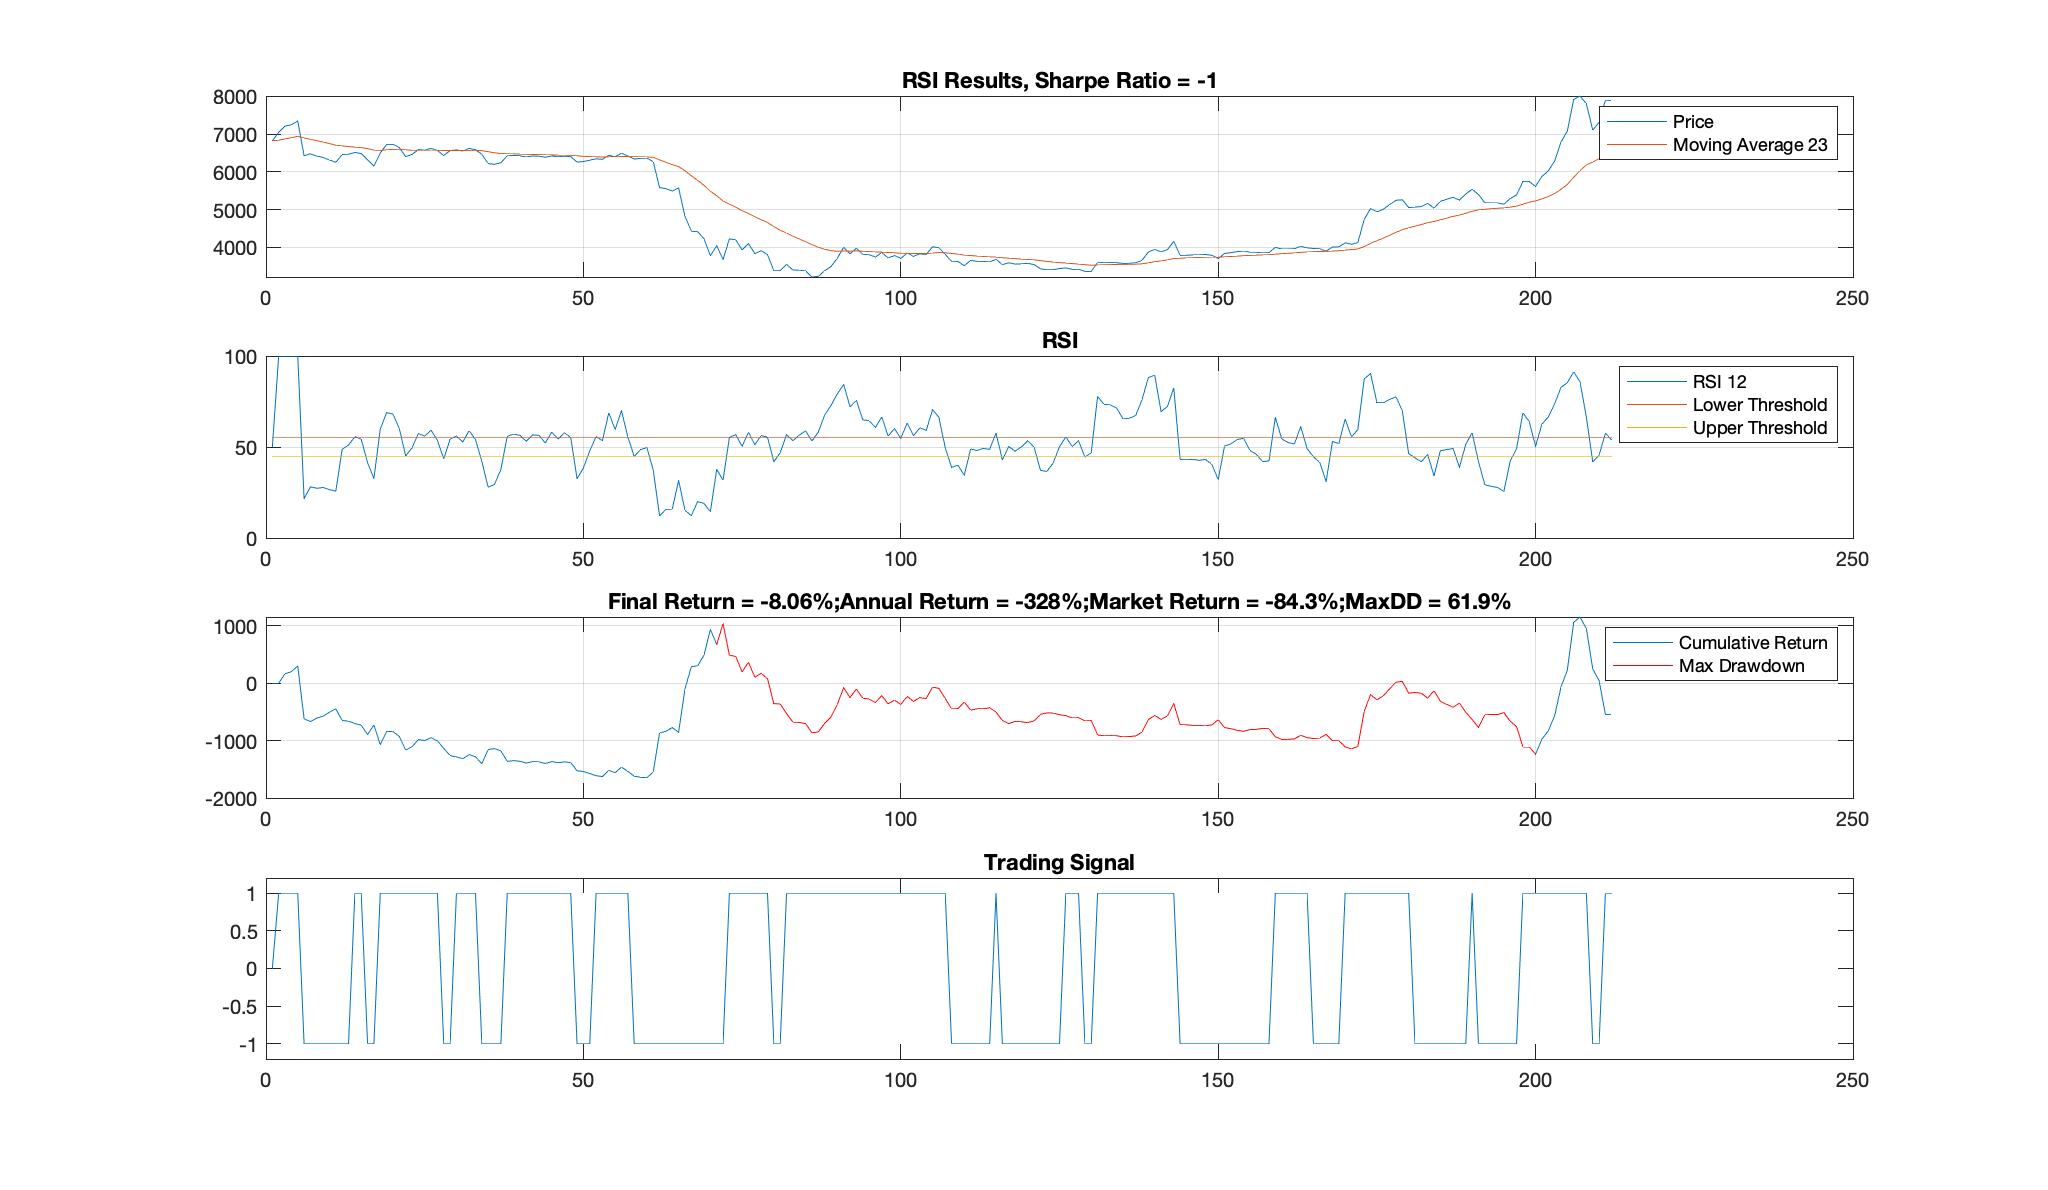 RSI Results, Sharpe Ratio = -1
8000
7000
6000
5000
4000
0 50 100 150 200 250
Price
Moving Average 23
RSI
100
50
0
0 50 100 150 200 250
RSI 12
Lower Threshold
Upper Threshold
Final Return = -8.06%;Annual Return = -328%;Market Return = -84.3%;MaxDD = 61.9%
1000
0
-1000
-2000
0 50 100 150 200 250
Cumulative Return
Max Drawdown
Trading Signal
1
0.5
0
-0.5
-1
0 50 100 150 200 250